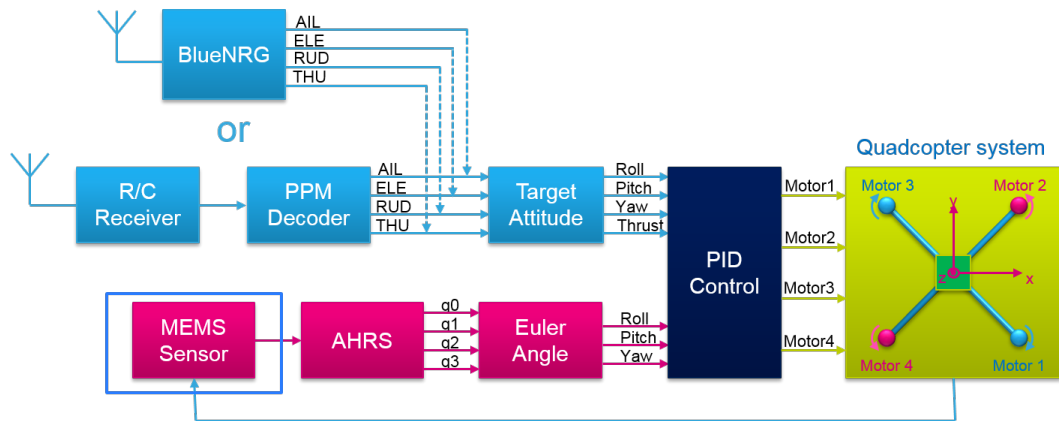 AIL
ELE
RUD
THU
BlueNRG
or
R/C
Receiver
PPM
Decoder
AIL
ELE
RUD
THU
Target
Attitude
Roll
Pitch
Yaw
Thrust
MEMS
Sensor
AHRS
q0
q1
q2
q3
Euler
Angle
Roll
Pitch
Yaw
PID
Control
Motor1
Motor2
Motor3
Motor4
Quadcopter system
Motor 3
Motor 2
y
z
x
Motor 4
Motor 1